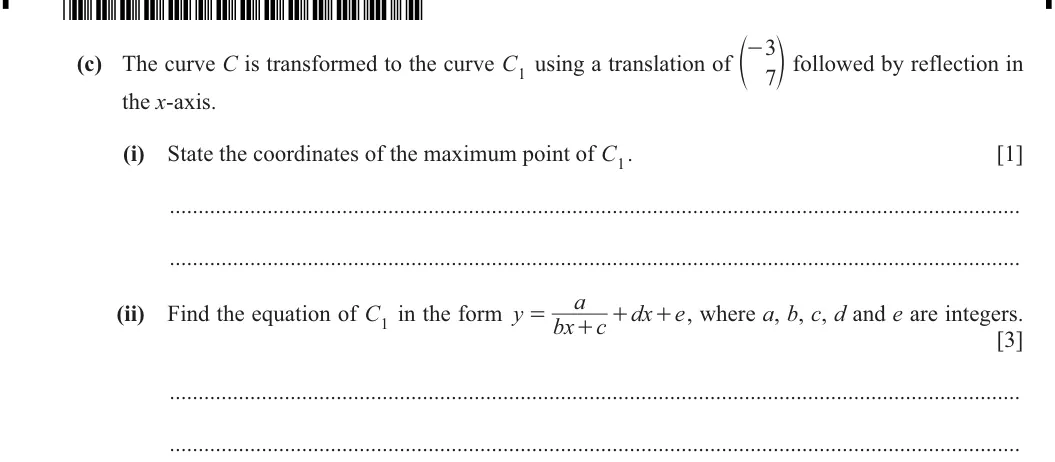 (c) The curve C is transformed to the curve C₁ using a translation of (−3 7) followed by reflection in
the x-axis.
(i) State the coordinates of the maximum point of C₁. [1]
(ii) Find the equation of C₁ in the form y = a/(bx+c) + dx + e, where a, b, c, d and e are integers.
[3]